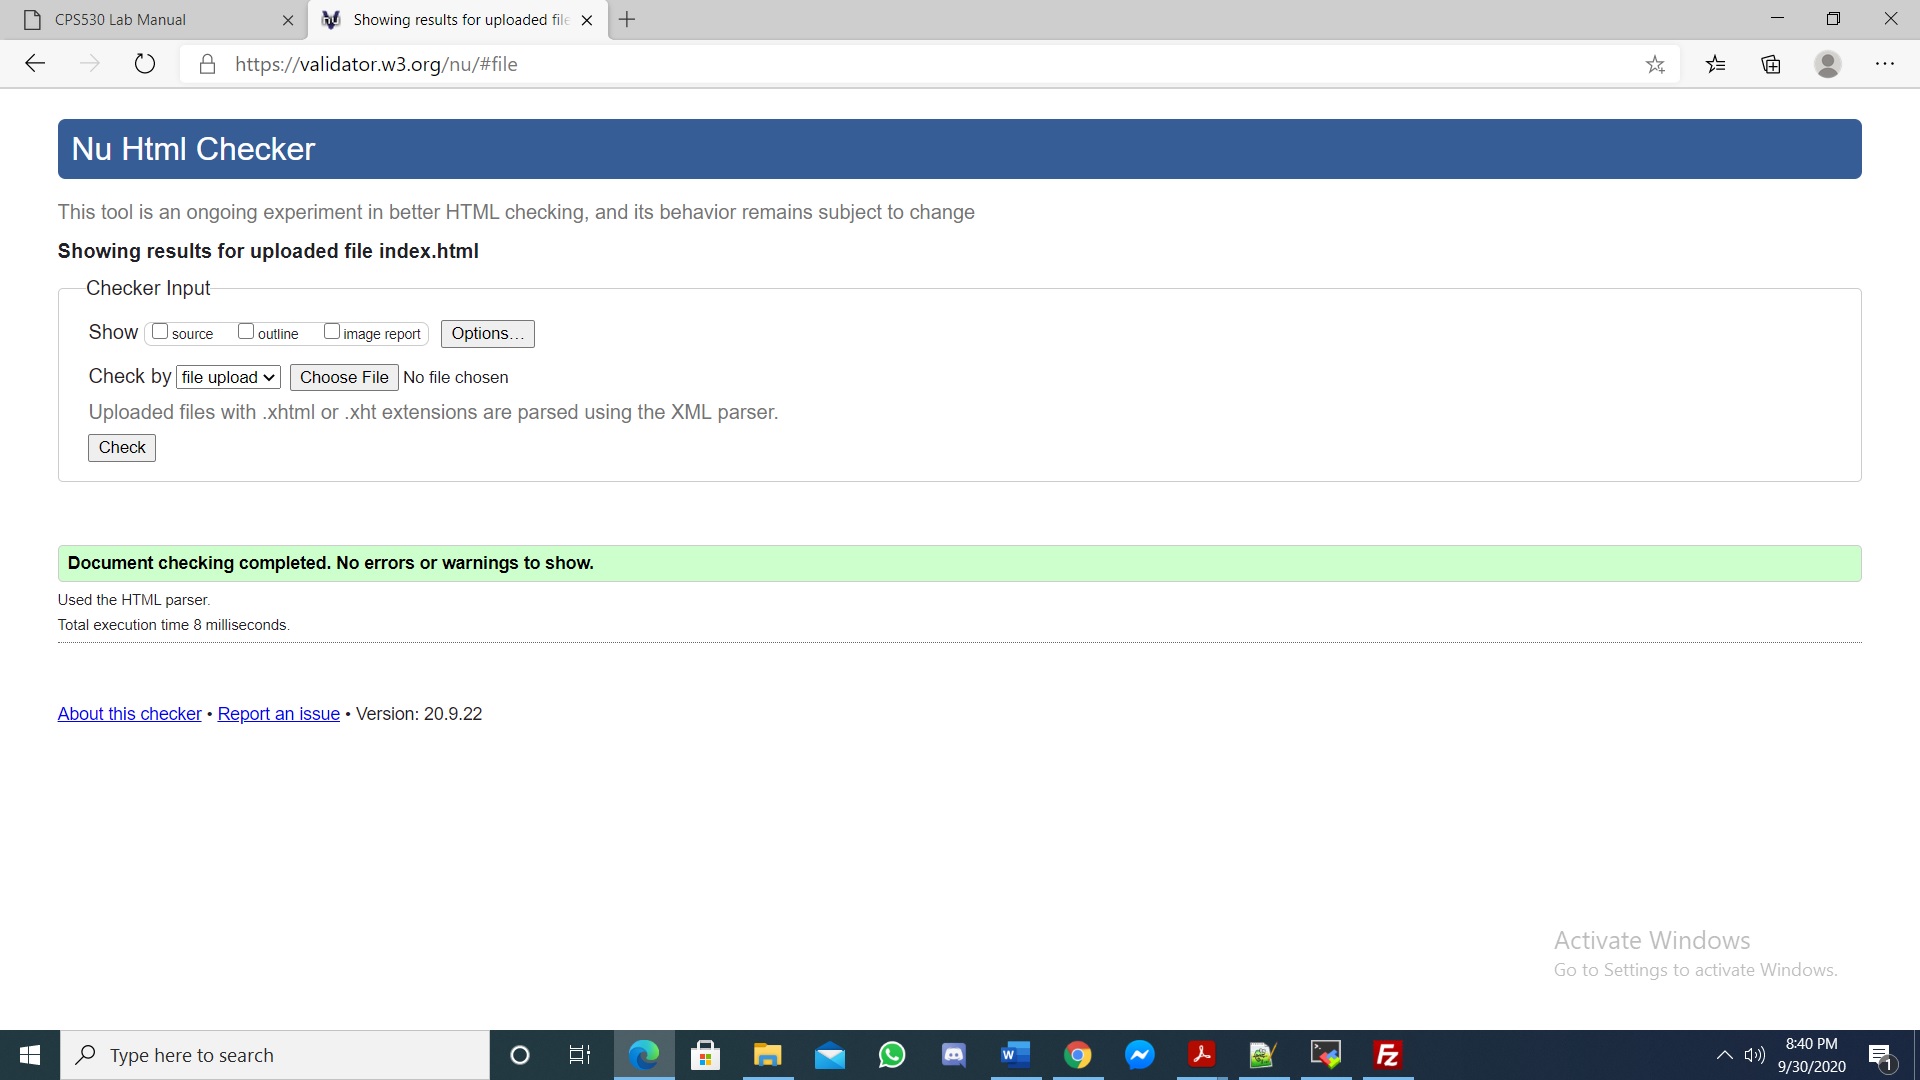 CPS530 Lab Manual
Showing results for uploaded file
https://validator.w3.org/nu/#file
Nu Html Checker
This tool is an ongoing experiment in better HTML checking, and its behavior remains subject to change
Showing results for uploaded file index.html
Checker Input
Show source outline image report Options...
Check by file upload Choose File No file chosen
Uploaded files with .xhtml or .xht extensions are parsed using the XML parser.
Check
Document checking completed. No errors or warnings to show.
Used the HTML parser.
Total execution time 8 milliseconds.
About this checker • Report an issue • Version: 20.9.22
Activate Windows
Go to Settings to activate Windows.
Type here to search
8:40 PM
9/30/2020
1